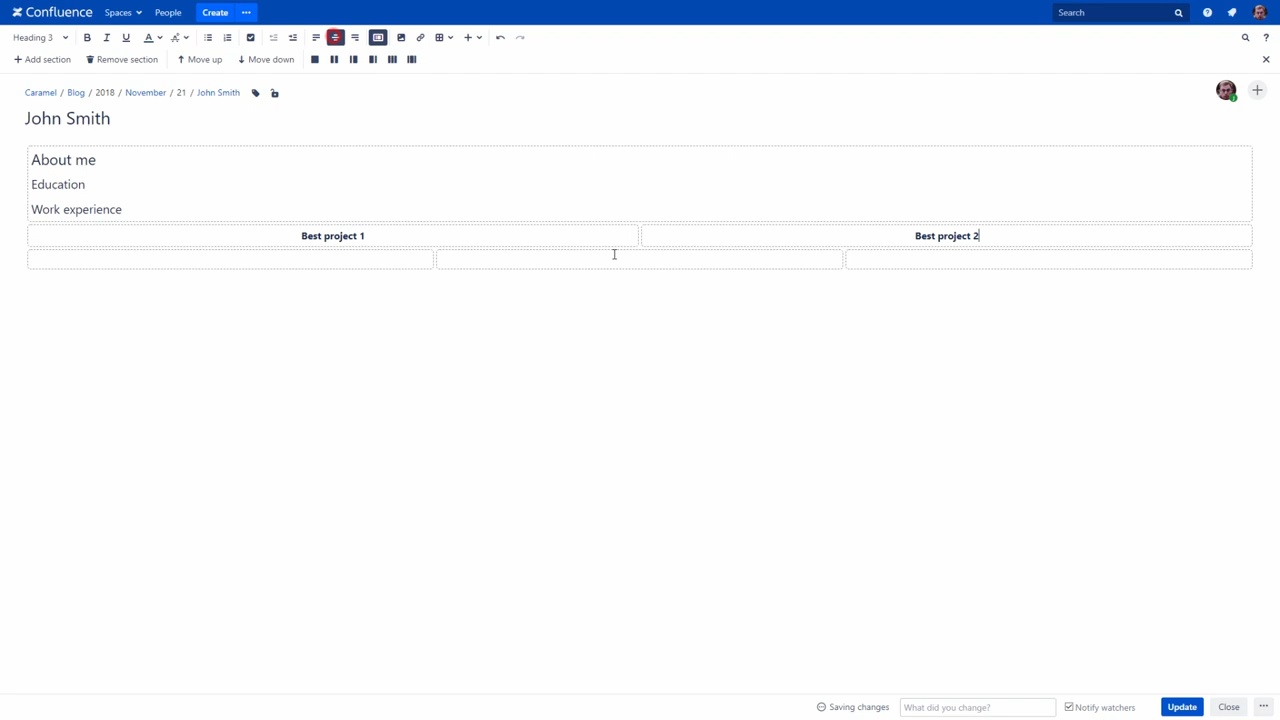 Confluence Spaces People Create ••• Search
Heading 3 B I U A
+ Add section Remove section ↑ Move up ↓ Move down
Caramel / Blog / 2018 / November / 21 / John Smith
John Smith
About me
Education
Work experience
Best project 1 Best project 2
Saving changes What did you change? Notify watchers Update Close •••